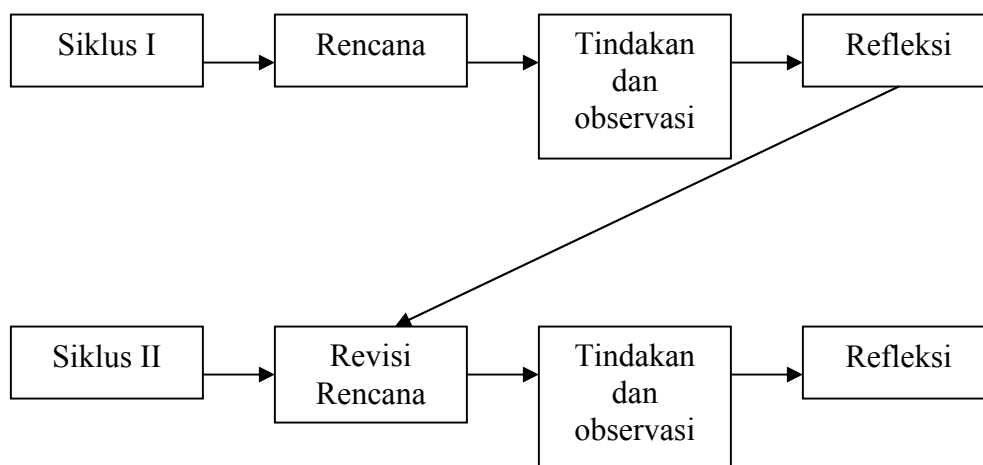 Siklus I
Rencana
Tindakan
dan
observasi
Refleksi
Siklus II
Revisi
Rencana
Tindakan
dan
observasi
Refleksi